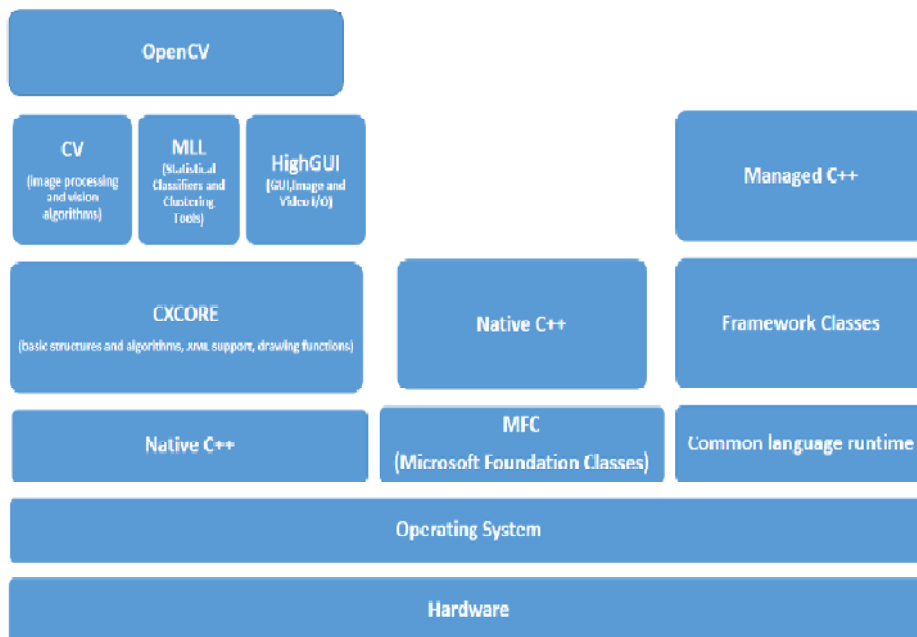 OpenCV
CV
(image processing
and vision
algorithms)
MLL
(Statistical
Classifiers and
Clustering
Tools)
HighGUI
(GUI,Image and
Video I/O)
Managed C++
CXCORE
(basic structures and algorithms, XML support, drawing functions)
Native C++
Framework Classes
Native C++
MFC
(Microsoft Foundation Classes)
Common language runtime
Operating System
Hardware